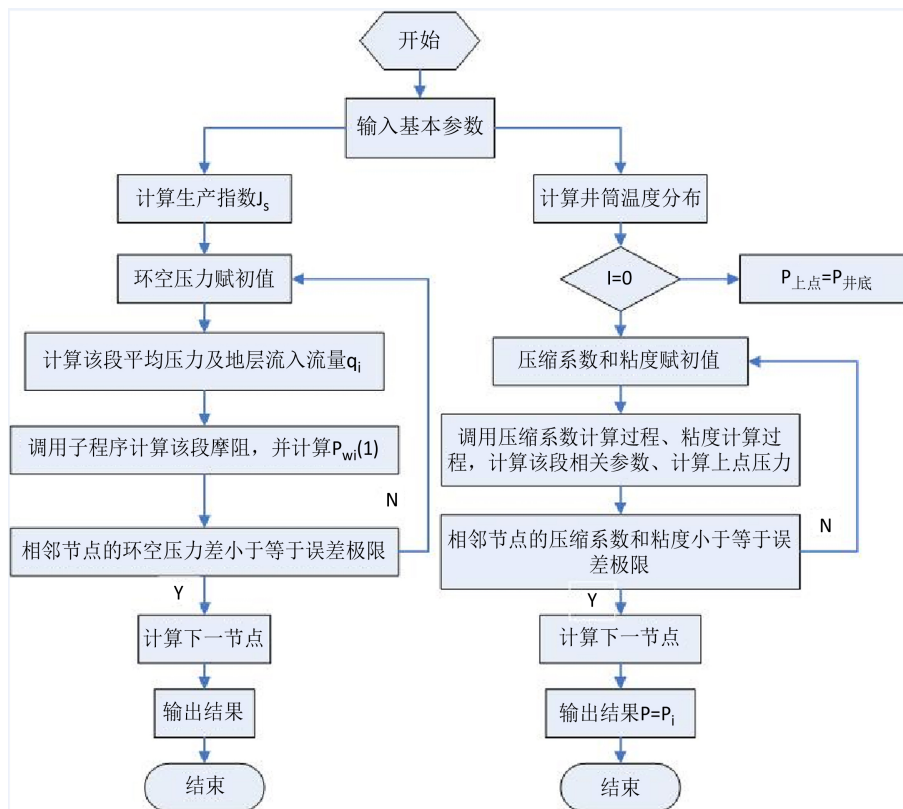 开始
输入基本参数
计算生产指数Js
计算井筒温度分布
环空压力赋初值
I=0
P上点=P井底
计算该段平均压力及地层流入流量qi
压缩系数和粘度赋初值
调用子程序计算该段摩阻，并计算Pwi(1)
调用压缩系数计算过程、粘度计算过
程，计算该段相关参数、计算上点压力
N
N
相邻节点的环空压力差小于等于误差极限
相邻节点的压缩系数和粘度小于等于误
差极限
Y
Y
计算下一节点
计算下一节点
输出结果
输出结果P=Pi
结束
结束